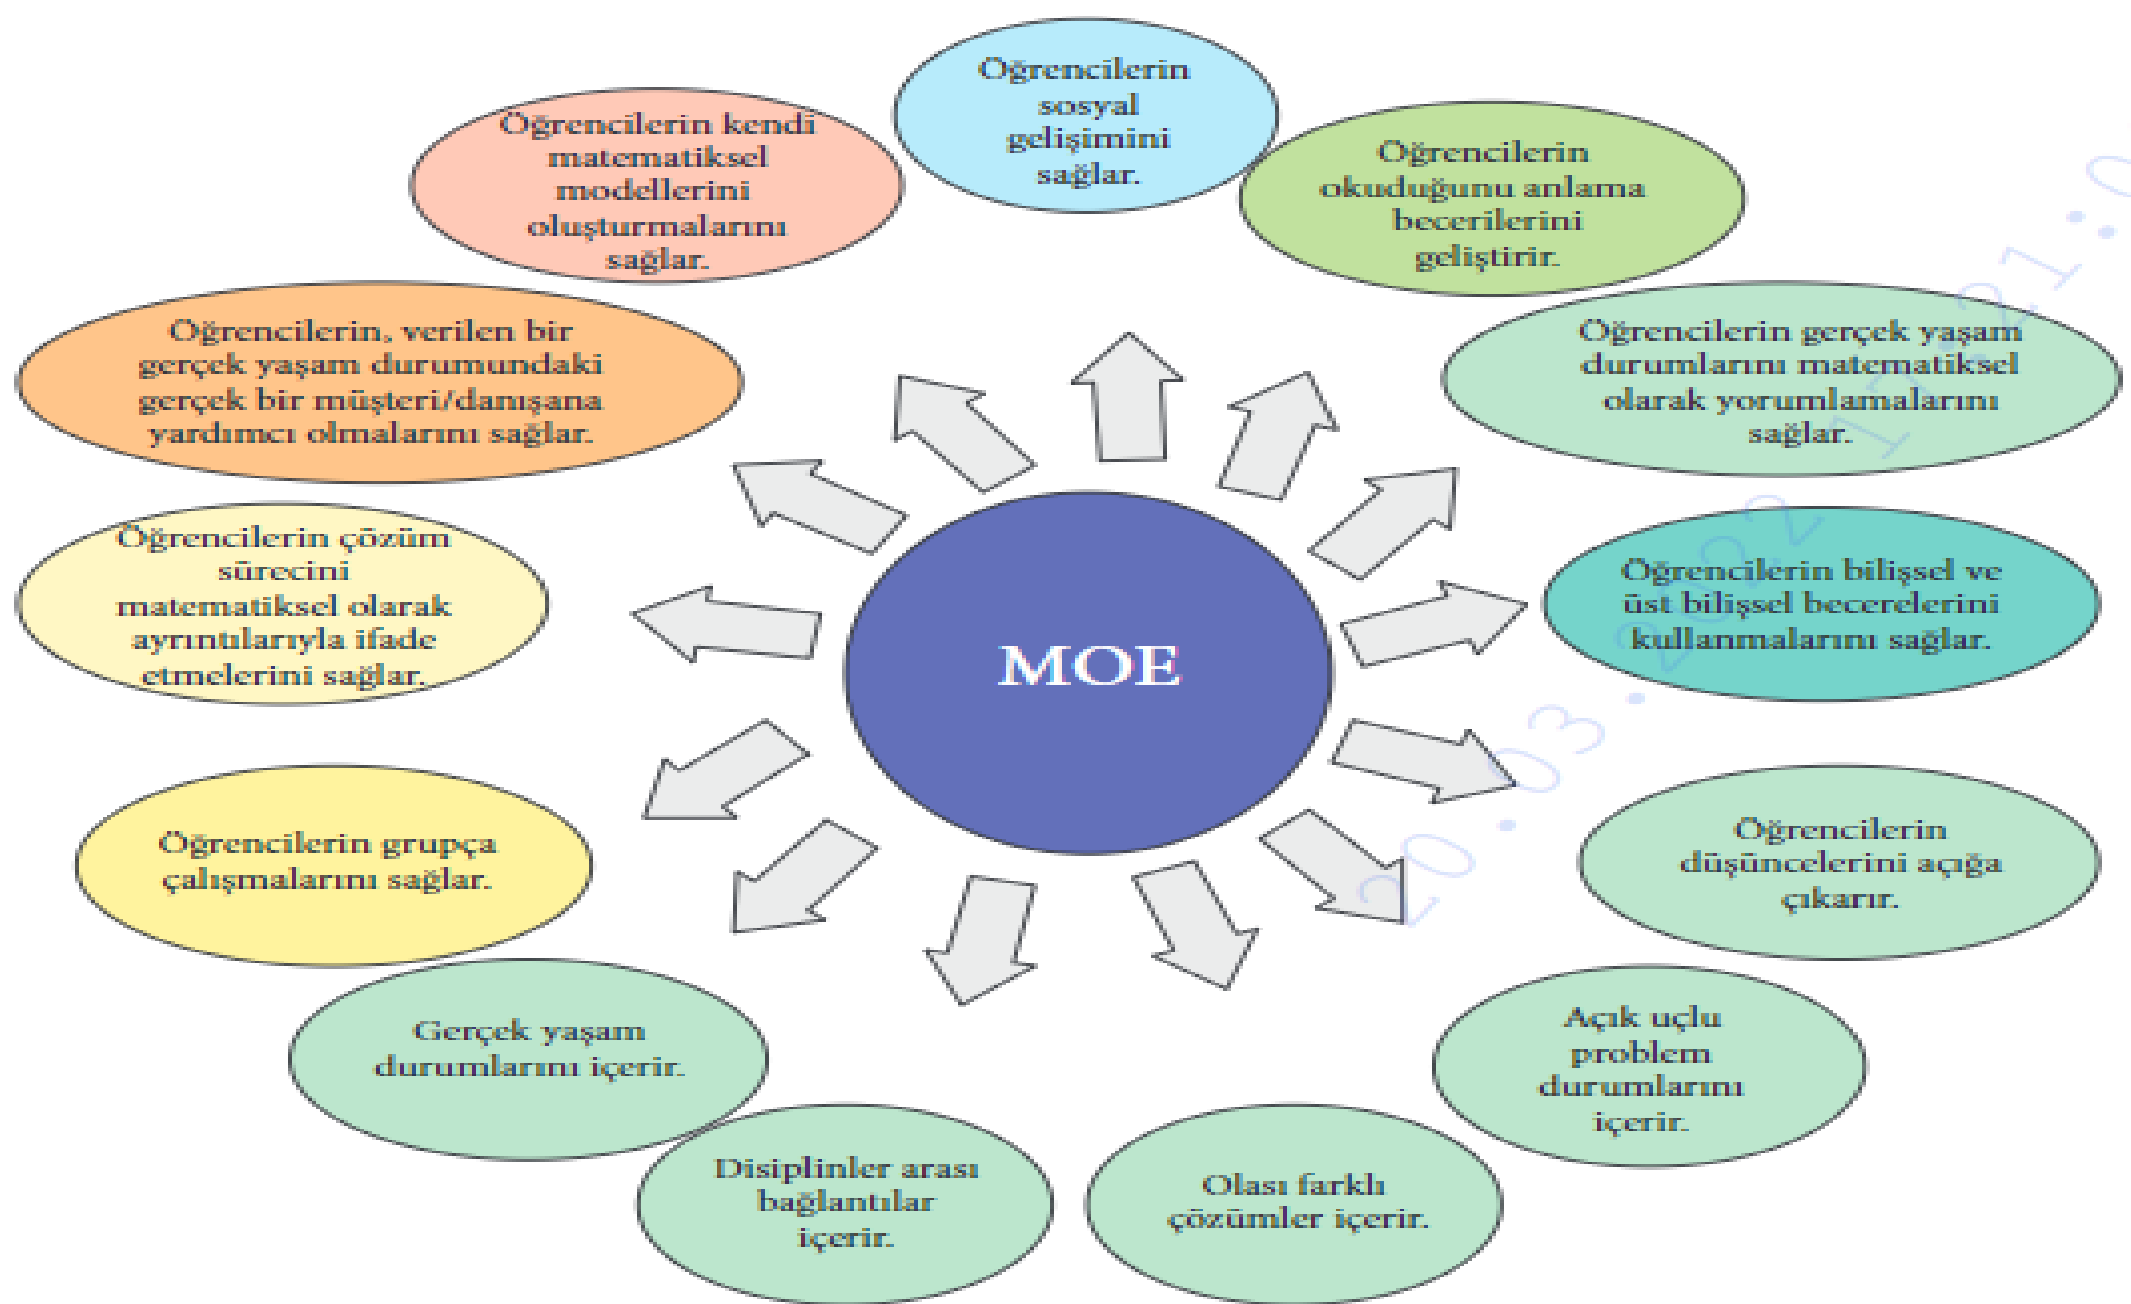 Öğrencilerin
sosyal
gelişimini
sağlar.
Öğrencilerin
okuduğunu anlama
becerilerini
geliştirir.
Öğrencilerin gerçek yaşam
durumlarını matematiksel
olarak yorumlamalarını
sağlar.
Öğrencilerin bilişsel ve
üst bilişsel becerelerini
kullanmalarını sağlar.
Öğrencilerin
düşüncelerini açığa
çıkarır.
Açık uçlu
problem
durumlarını
içerir.
Olası farklı
çözümler içerir.
Disiplinler arası
bağlantılar
içerir.
Gerçek yaşam
durumlarını içerir.
Öğrencilerin grupça
çalışmalarını sağlar.
Öğrencilerin çözüm
sürecini
matematiksel olarak
ayrıntılarıyla ifade
etmelerini sağlar.
Öğrencilerin, verilen bir
gerçek yaşam durumundaki
gerçek bir müşteri/danışana
yardımcı olmalarını sağlar.
Öğrencilerin kendi
matematiksel
modellerini
oluşturmalarını
sağlar.
MOE
20.03.2022